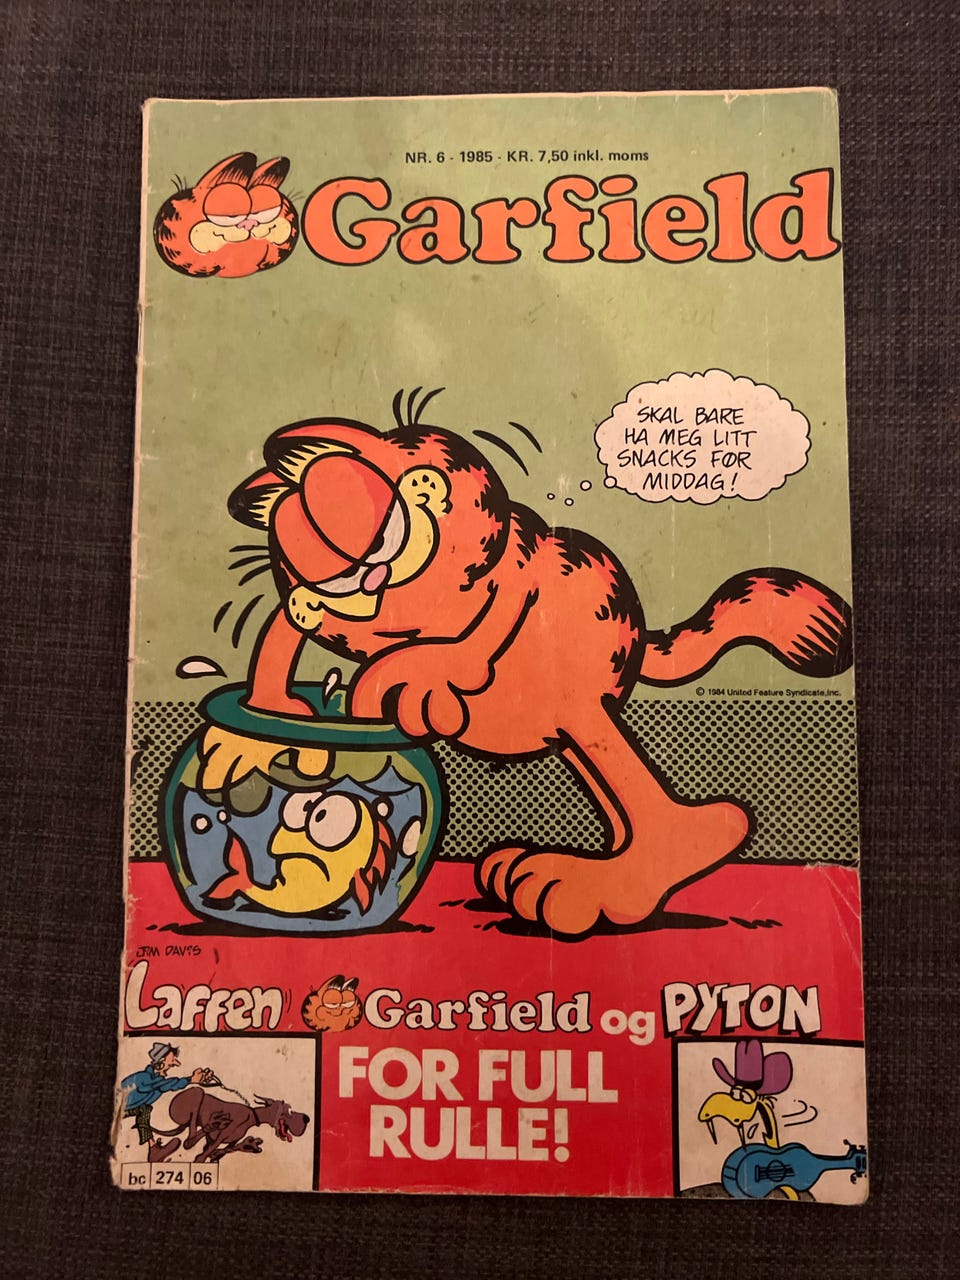 NR. 6 - 1985 - KR. 7,50 inkl. moms
Garfield
SKAL BARE
HA MEG LITT
SNACKS FØR
MIDDAG!
© 1984 United Feature Syndicate, Inc.
JIM DAVIS
"Laffen" Garfield og PYTON
FOR FULL
RULLE!
bc 274 06